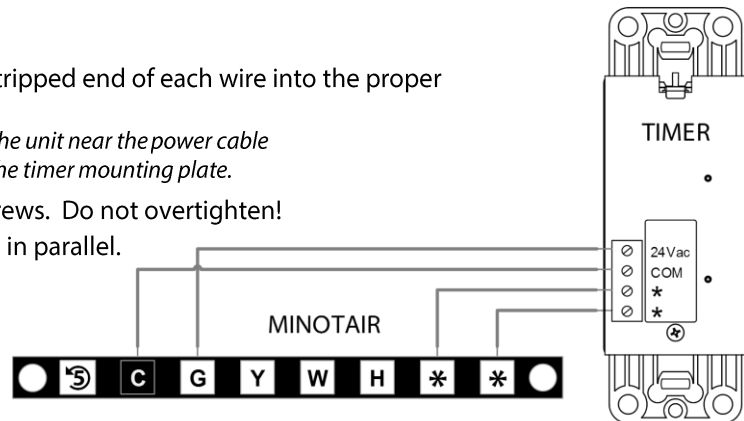 tripped end of each wire into the proper
he unit near the power cable
he timer mounting plate.
rews. Do not overtighten!
in parallel.
TIMER
24Vac
COM
*
*
MINOTAIR
5 C G Y W H * *